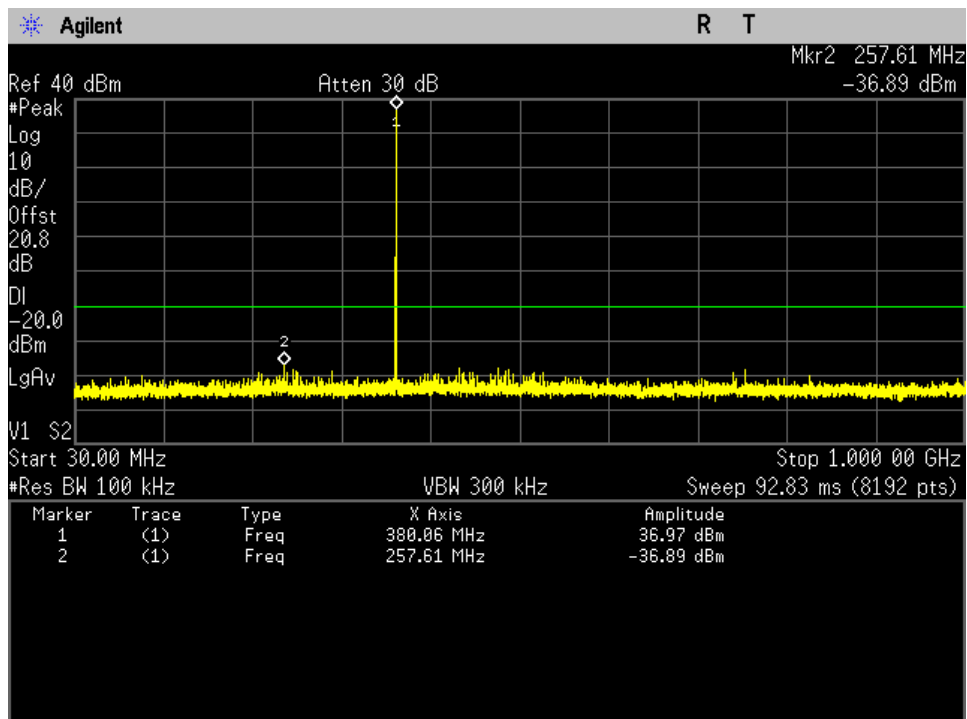 Agilent R T
Mkr2 257.61 MHz
Ref 40 dBm Atten 30 dB -36.89 dBm
#Peak
Log
10
dB/
Offst
20.8
dB
DI
-20.0
dBm
LgAv
V1 S2
1
2
Start 30.00 MHz Stop 1.000 00 GHz
#Res BW 100 kHz VBW 300 kHz Sweep 92.83 ms (8192 pts)
Marker Trace Type X Axis Amplitude
1 (1) Freq 380.06 MHz 36.97 dBm
2 (1) Freq 257.61 MHz -36.89 dBm